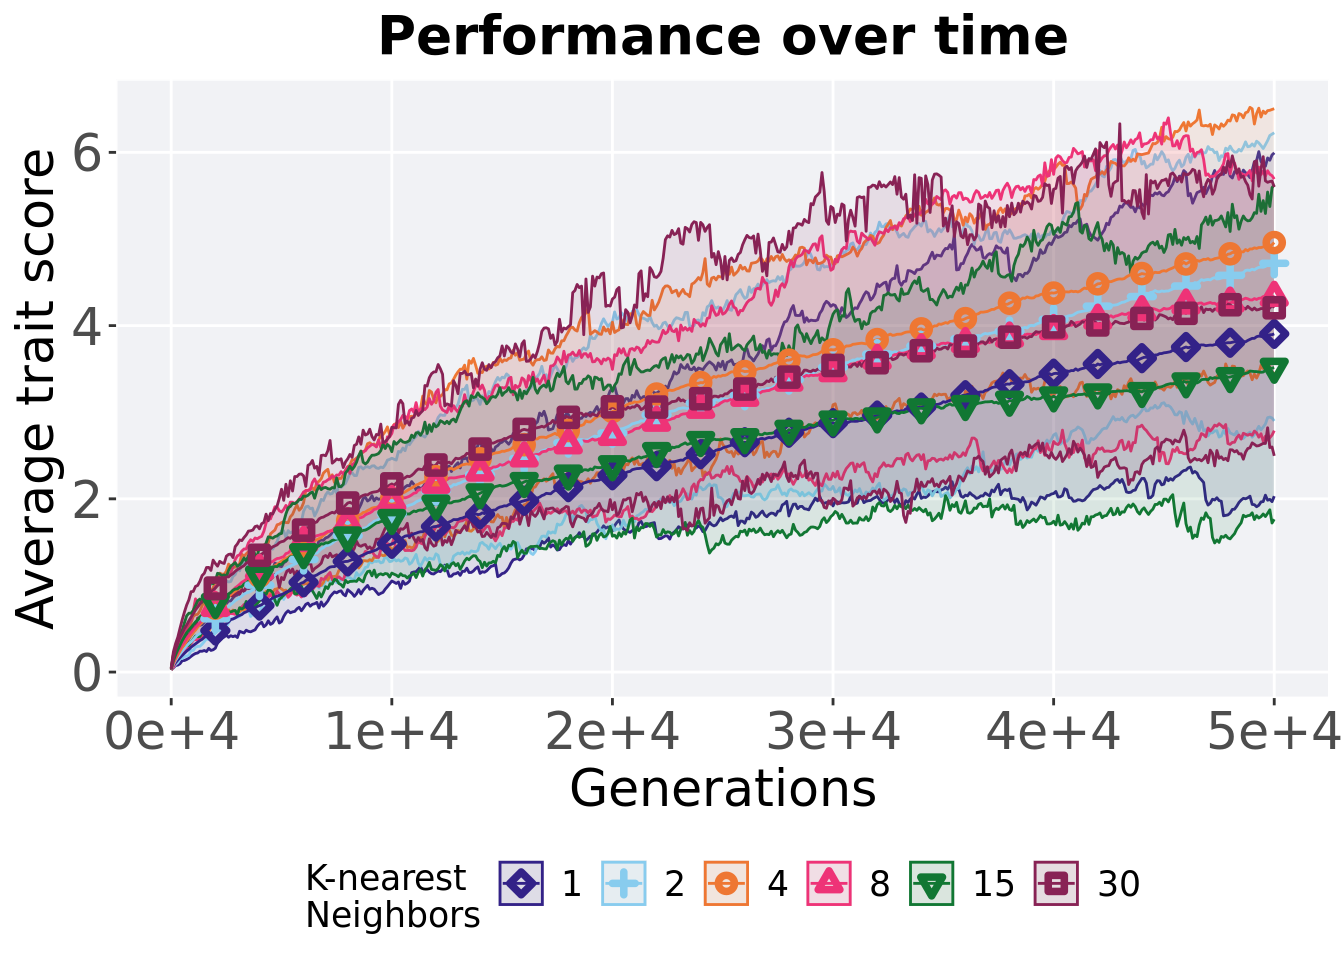 Performance over time
Average trait score
6
4
2
0
0e+4 1e+4 2e+4 3e+4 4e+4 5e+4
Generations
K-nearest
Neighbors
1 2 4 8 15 30